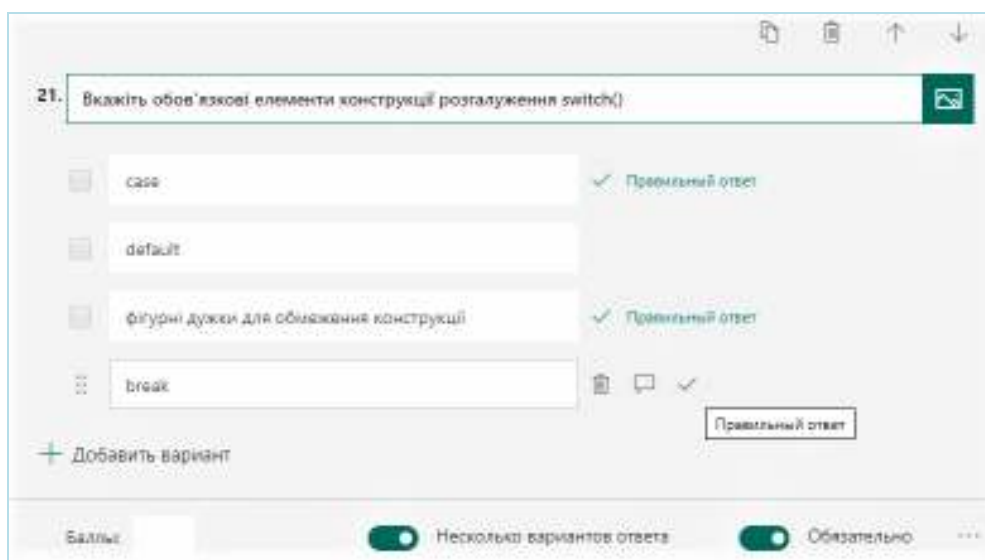 21. Вкажіть обов'язкові елементи конструкції розгалуження switch()
case ✓ Правильный ответ
default
фігурні дужки для обмеження конструкції ✓ Правильный ответ
break
Правильный ответ
+ Добавить вариант
Баллы: Несколько вариантов ответа Обязательно ...